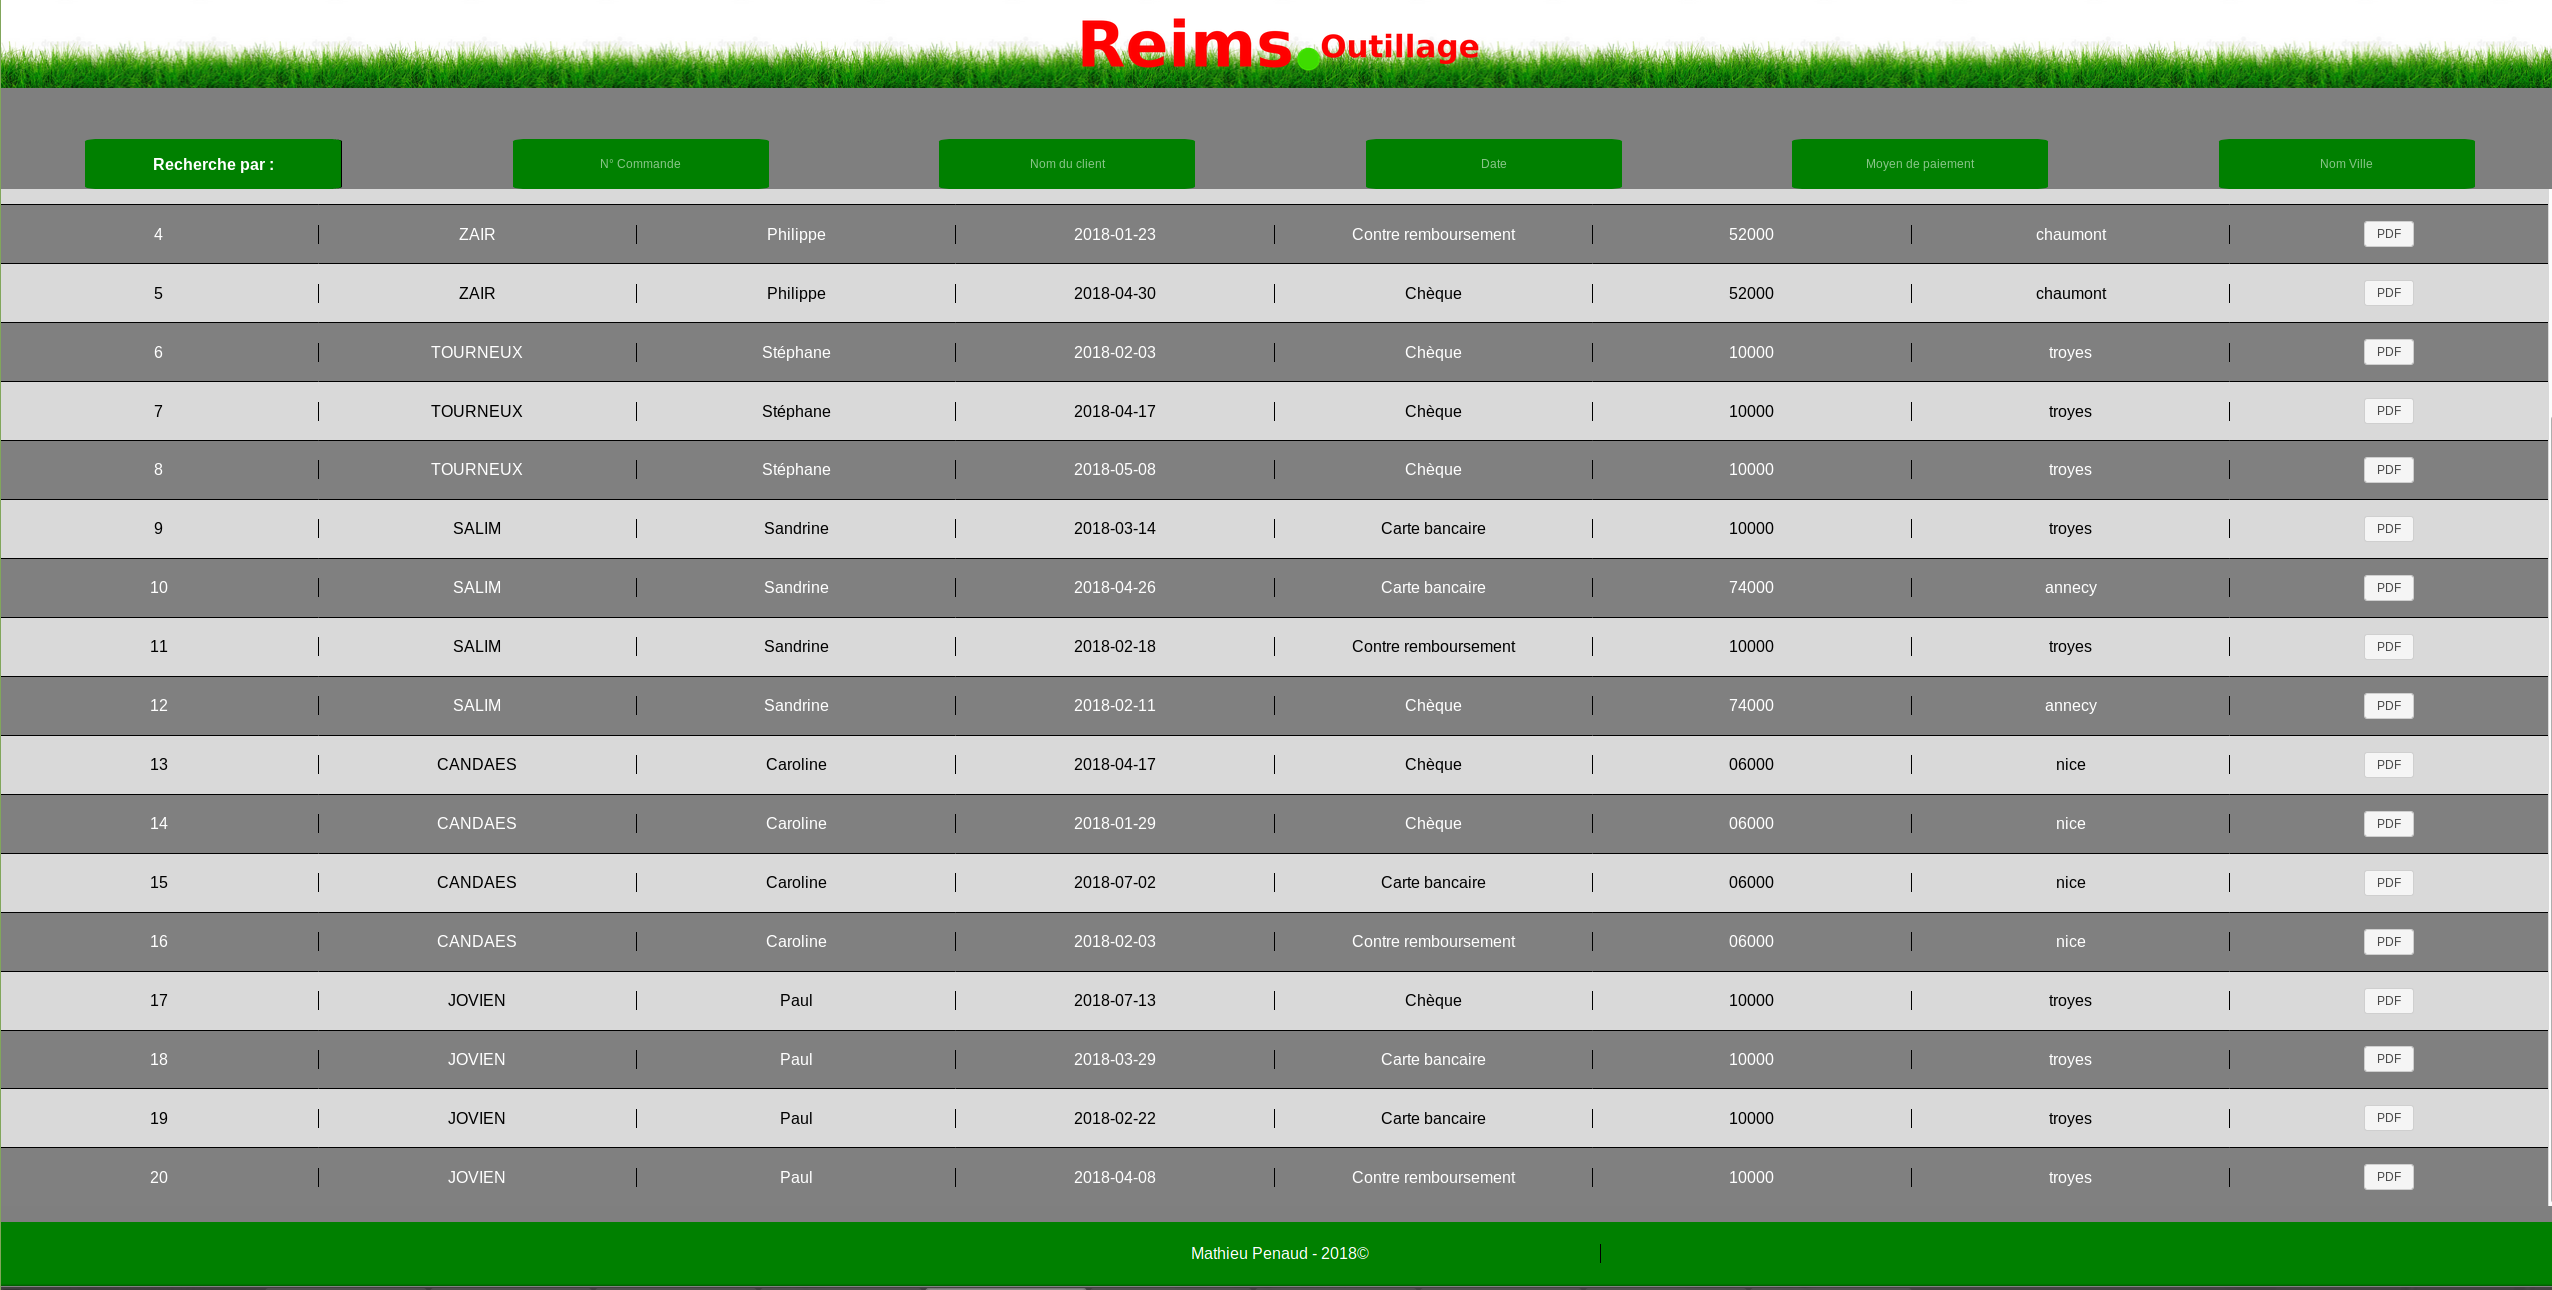 Reims Outillage
Recherche par : N° Commande Nom du client Date Moyen de paiement Nom Ville
4 ZAIR Philippe 2018-01-23 Contre remboursement 52000 chaumont PDF
5 ZAIR Philippe 2018-04-30 Chèque 52000 chaumont PDF
6 TOURNEUX Stéphane 2018-02-03 Chèque 10000 troyes PDF
7 TOURNEUX Stéphane 2018-04-17 Chèque 10000 troyes PDF
8 TOURNEUX Stéphane 2018-05-08 Chèque 10000 troyes PDF
9 SALIM Sandrine 2018-03-14 Carte bancaire 10000 troyes PDF
10 SALIM Sandrine 2018-04-26 Carte bancaire 74000 annecy PDF
11 SALIM Sandrine 2018-02-18 Contre remboursement 10000 troyes PDF
12 SALIM Sandrine 2018-02-11 Chèque 74000 annecy PDF
13 CANDAES Caroline 2018-04-17 Chèque 06000 nice PDF
14 CANDAES Caroline 2018-01-29 Chèque 06000 nice PDF
15 CANDAES Caroline 2018-07-02 Carte bancaire 06000 nice PDF
16 CANDAES Caroline 2018-02-03 Contre remboursement 06000 nice PDF
17 JOVIEN Paul 2018-07-13 Chèque 10000 troyes PDF
18 JOVIEN Paul 2018-03-29 Carte bancaire 10000 troyes PDF
19 JOVIEN Paul 2018-02-22 Carte bancaire 10000 troyes PDF
20 JOVIEN Paul 2018-04-08 Contre remboursement 10000 troyes PDF
Mathieu Penaud - 2018©